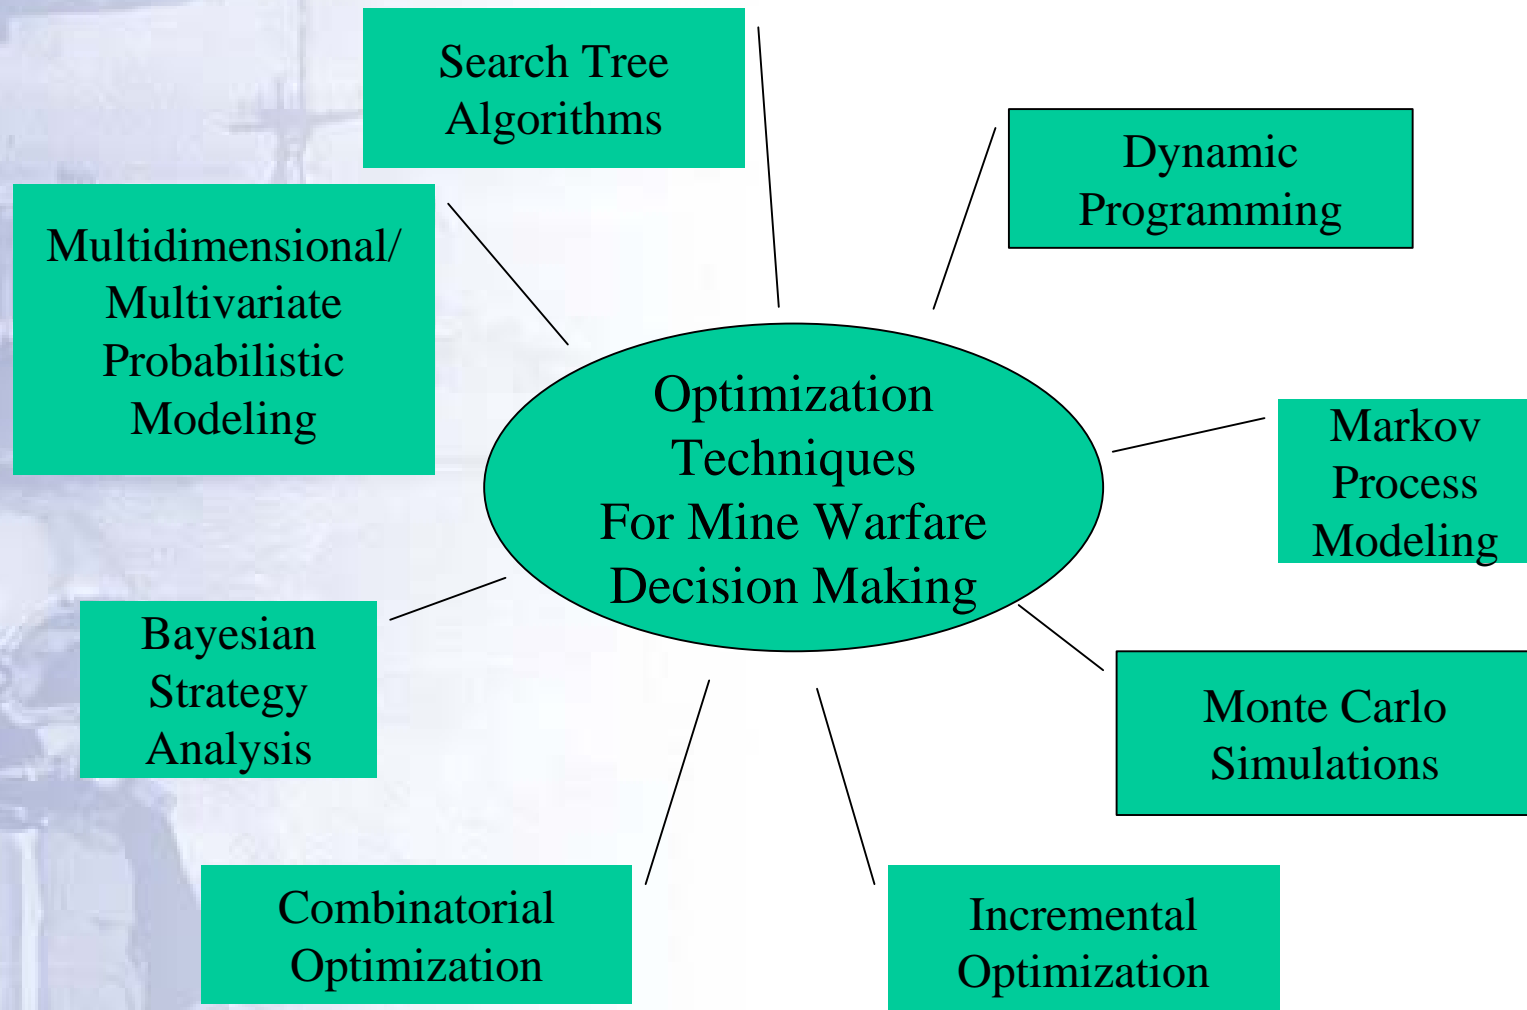 Search Tree
Algorithms
Dynamic
Programming
Multidimensional/
Multivariate
Probabilistic
Modeling
Optimization
Techniques
For Mine Warfare
Decision Making
Markov
Process
Modeling
Bayesian
Strategy
Analysis
Monte Carlo
Simulations
Combinatorial
Optimization
Incremental
Optimization